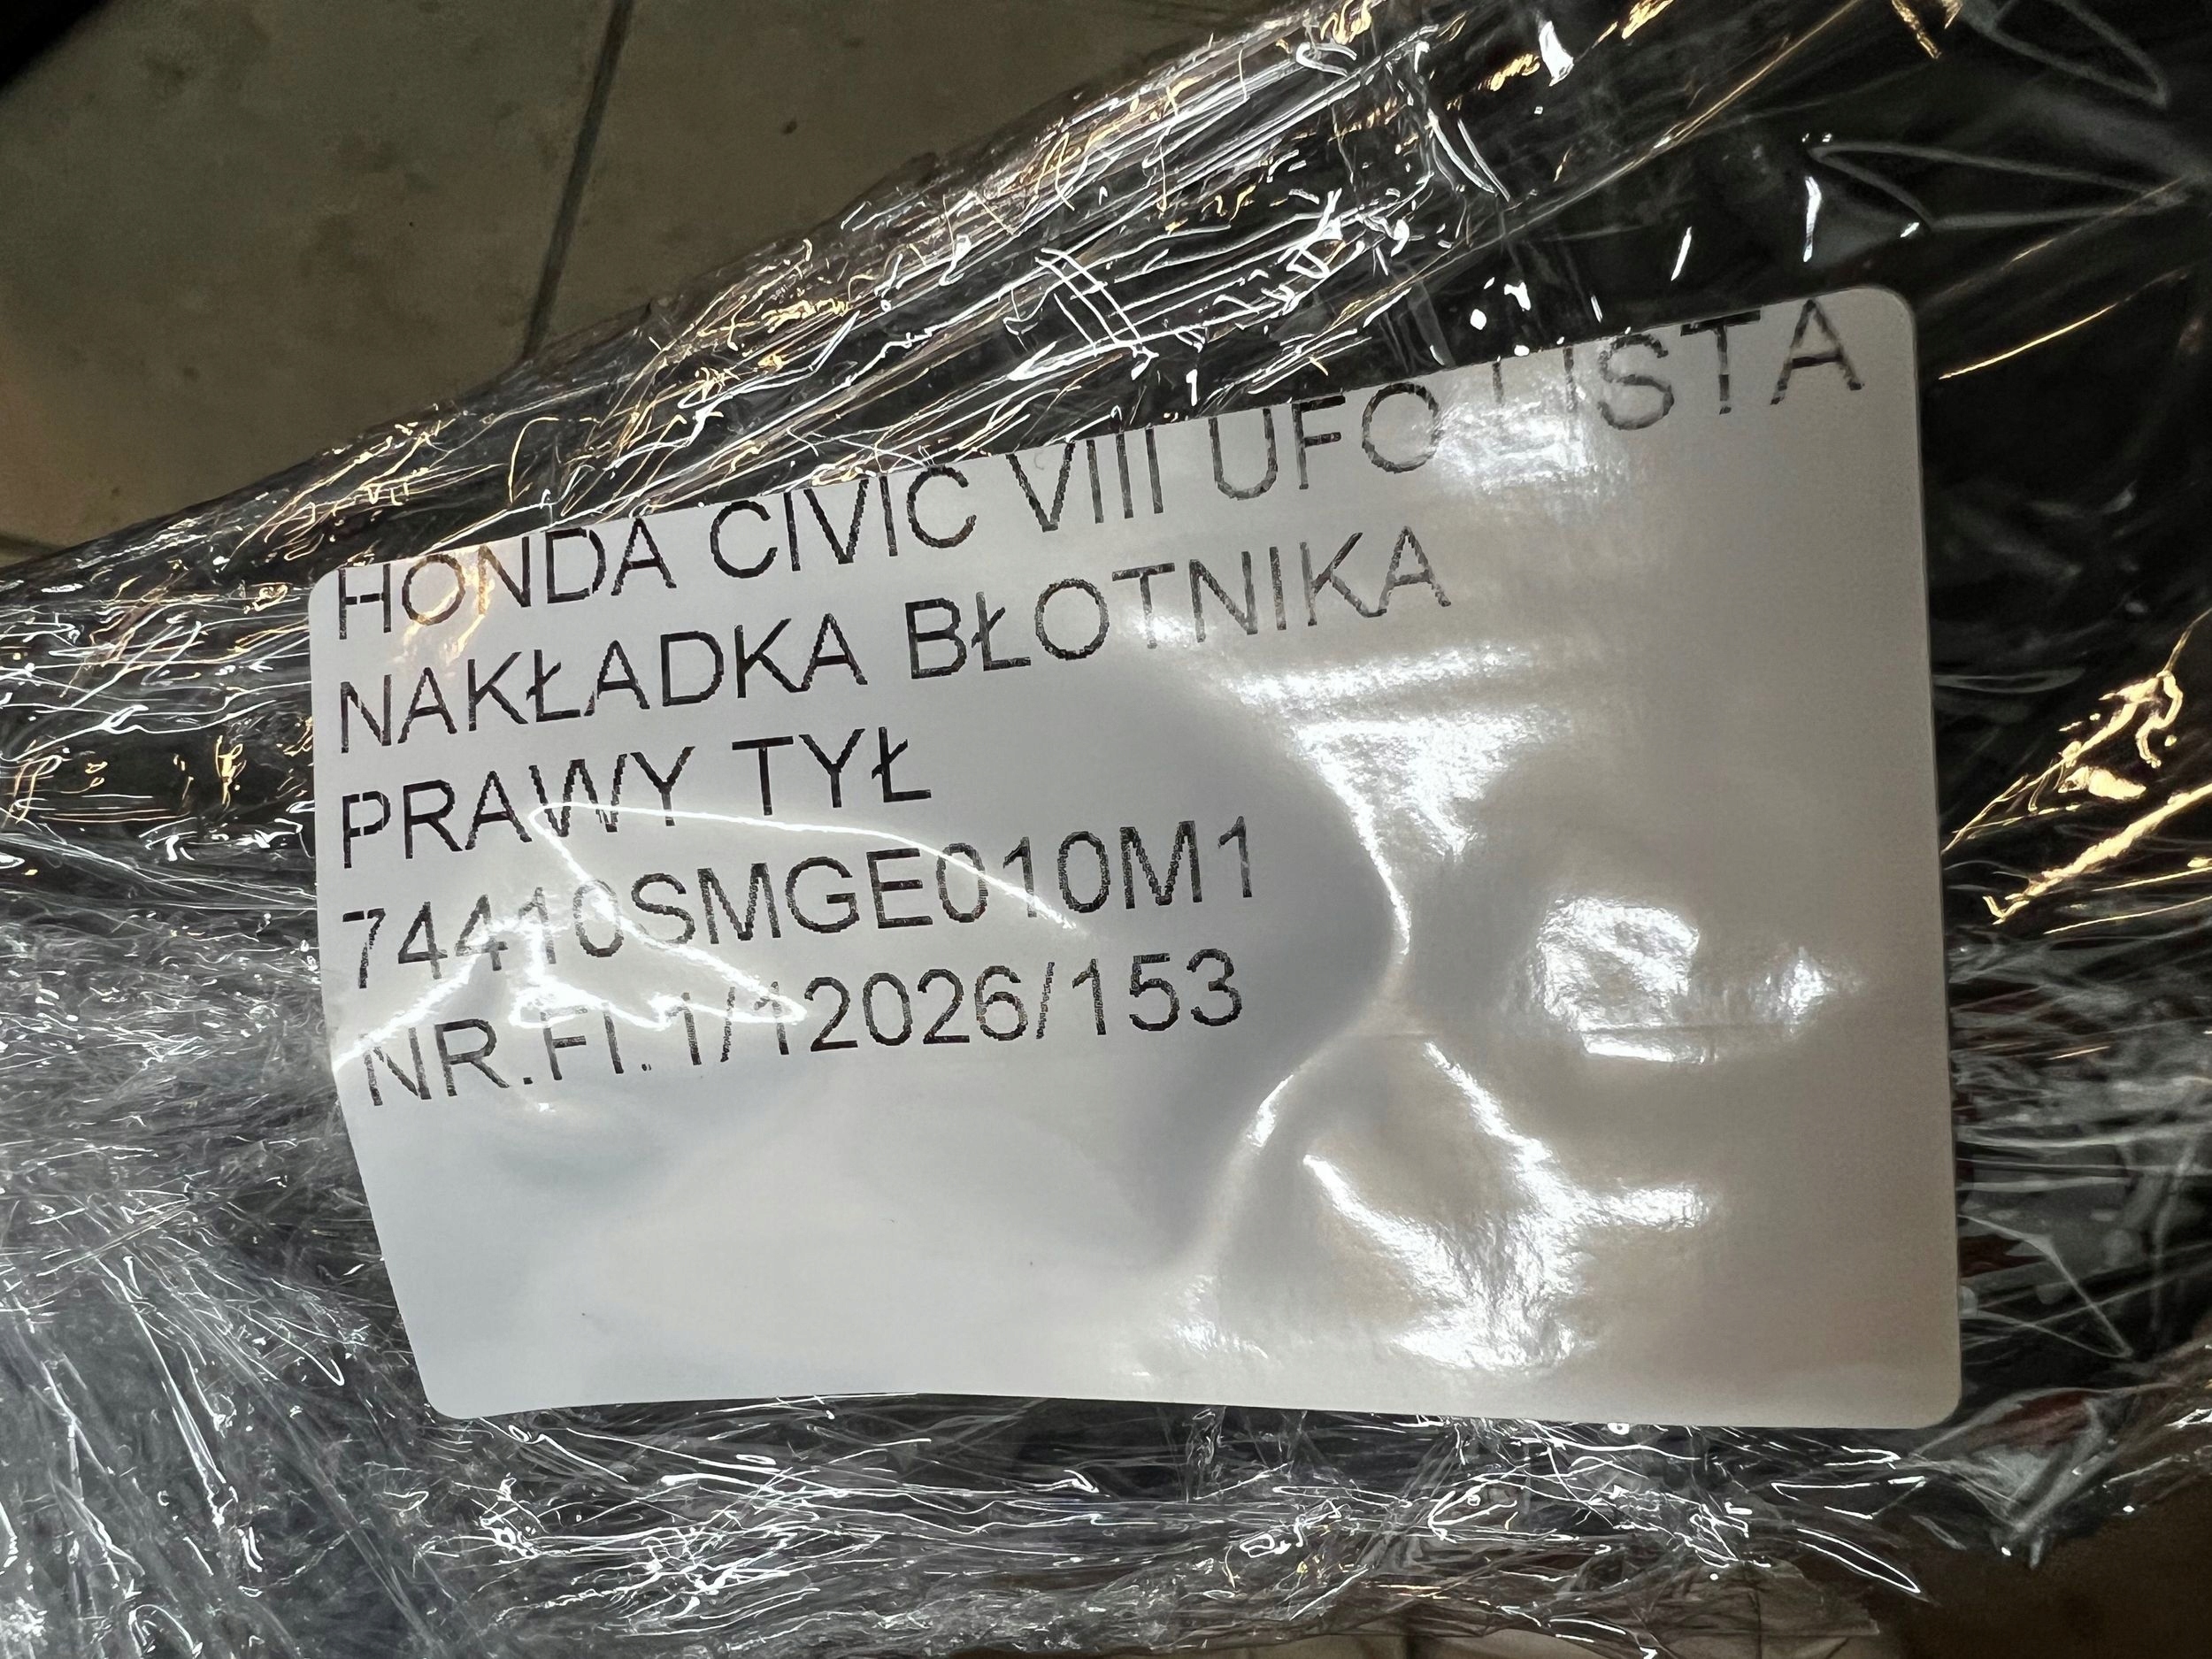 HONDA CIVIC VIII UFO LISTA
NAKŁADKA BŁOTNIKA
PRAWY TYŁ
74410SMGE010M1
NR.FI.1/12026/153